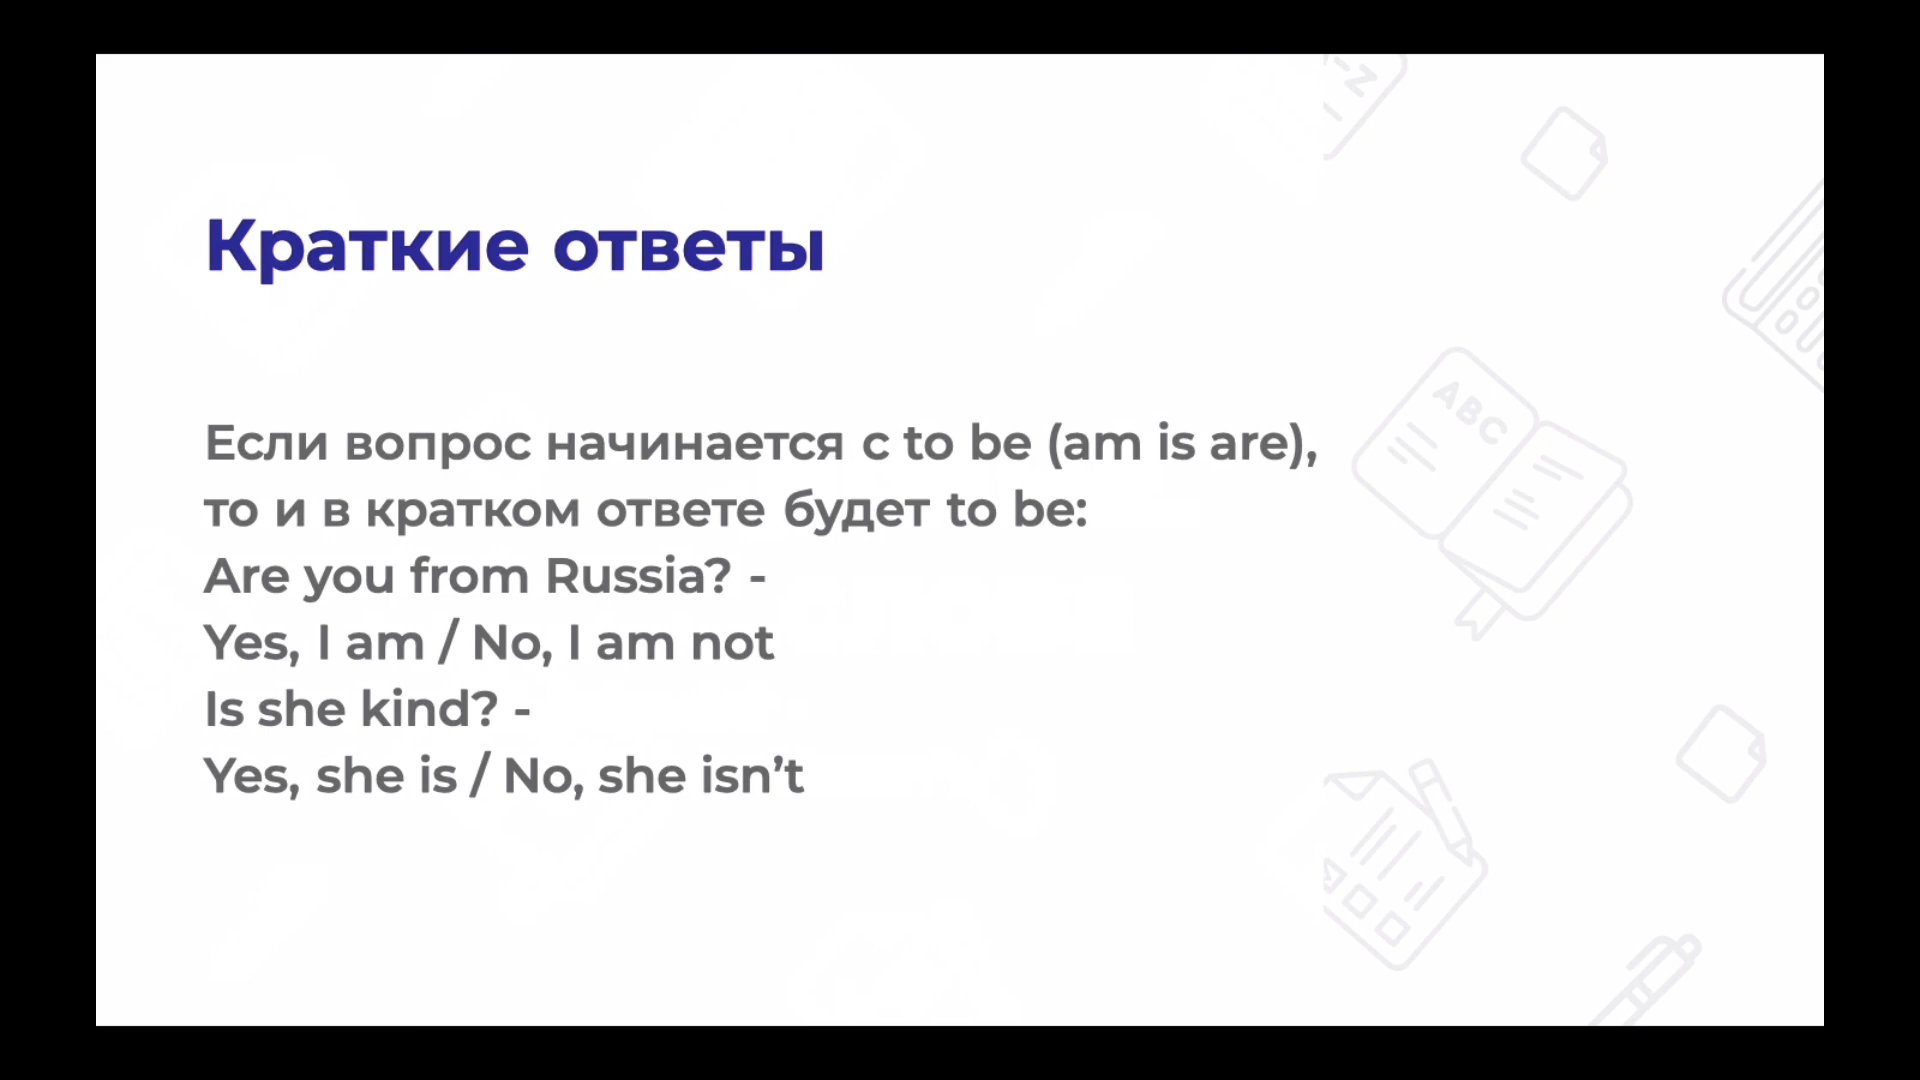 Краткие ответы
Если вопрос начинается с to be (am is are),
то и в кратком ответе будет to be:
Are you from Russia? -
Yes, I am / No, I am not
Is she kind? -
Yes, she is / No, she isn’t
ABC
-Z